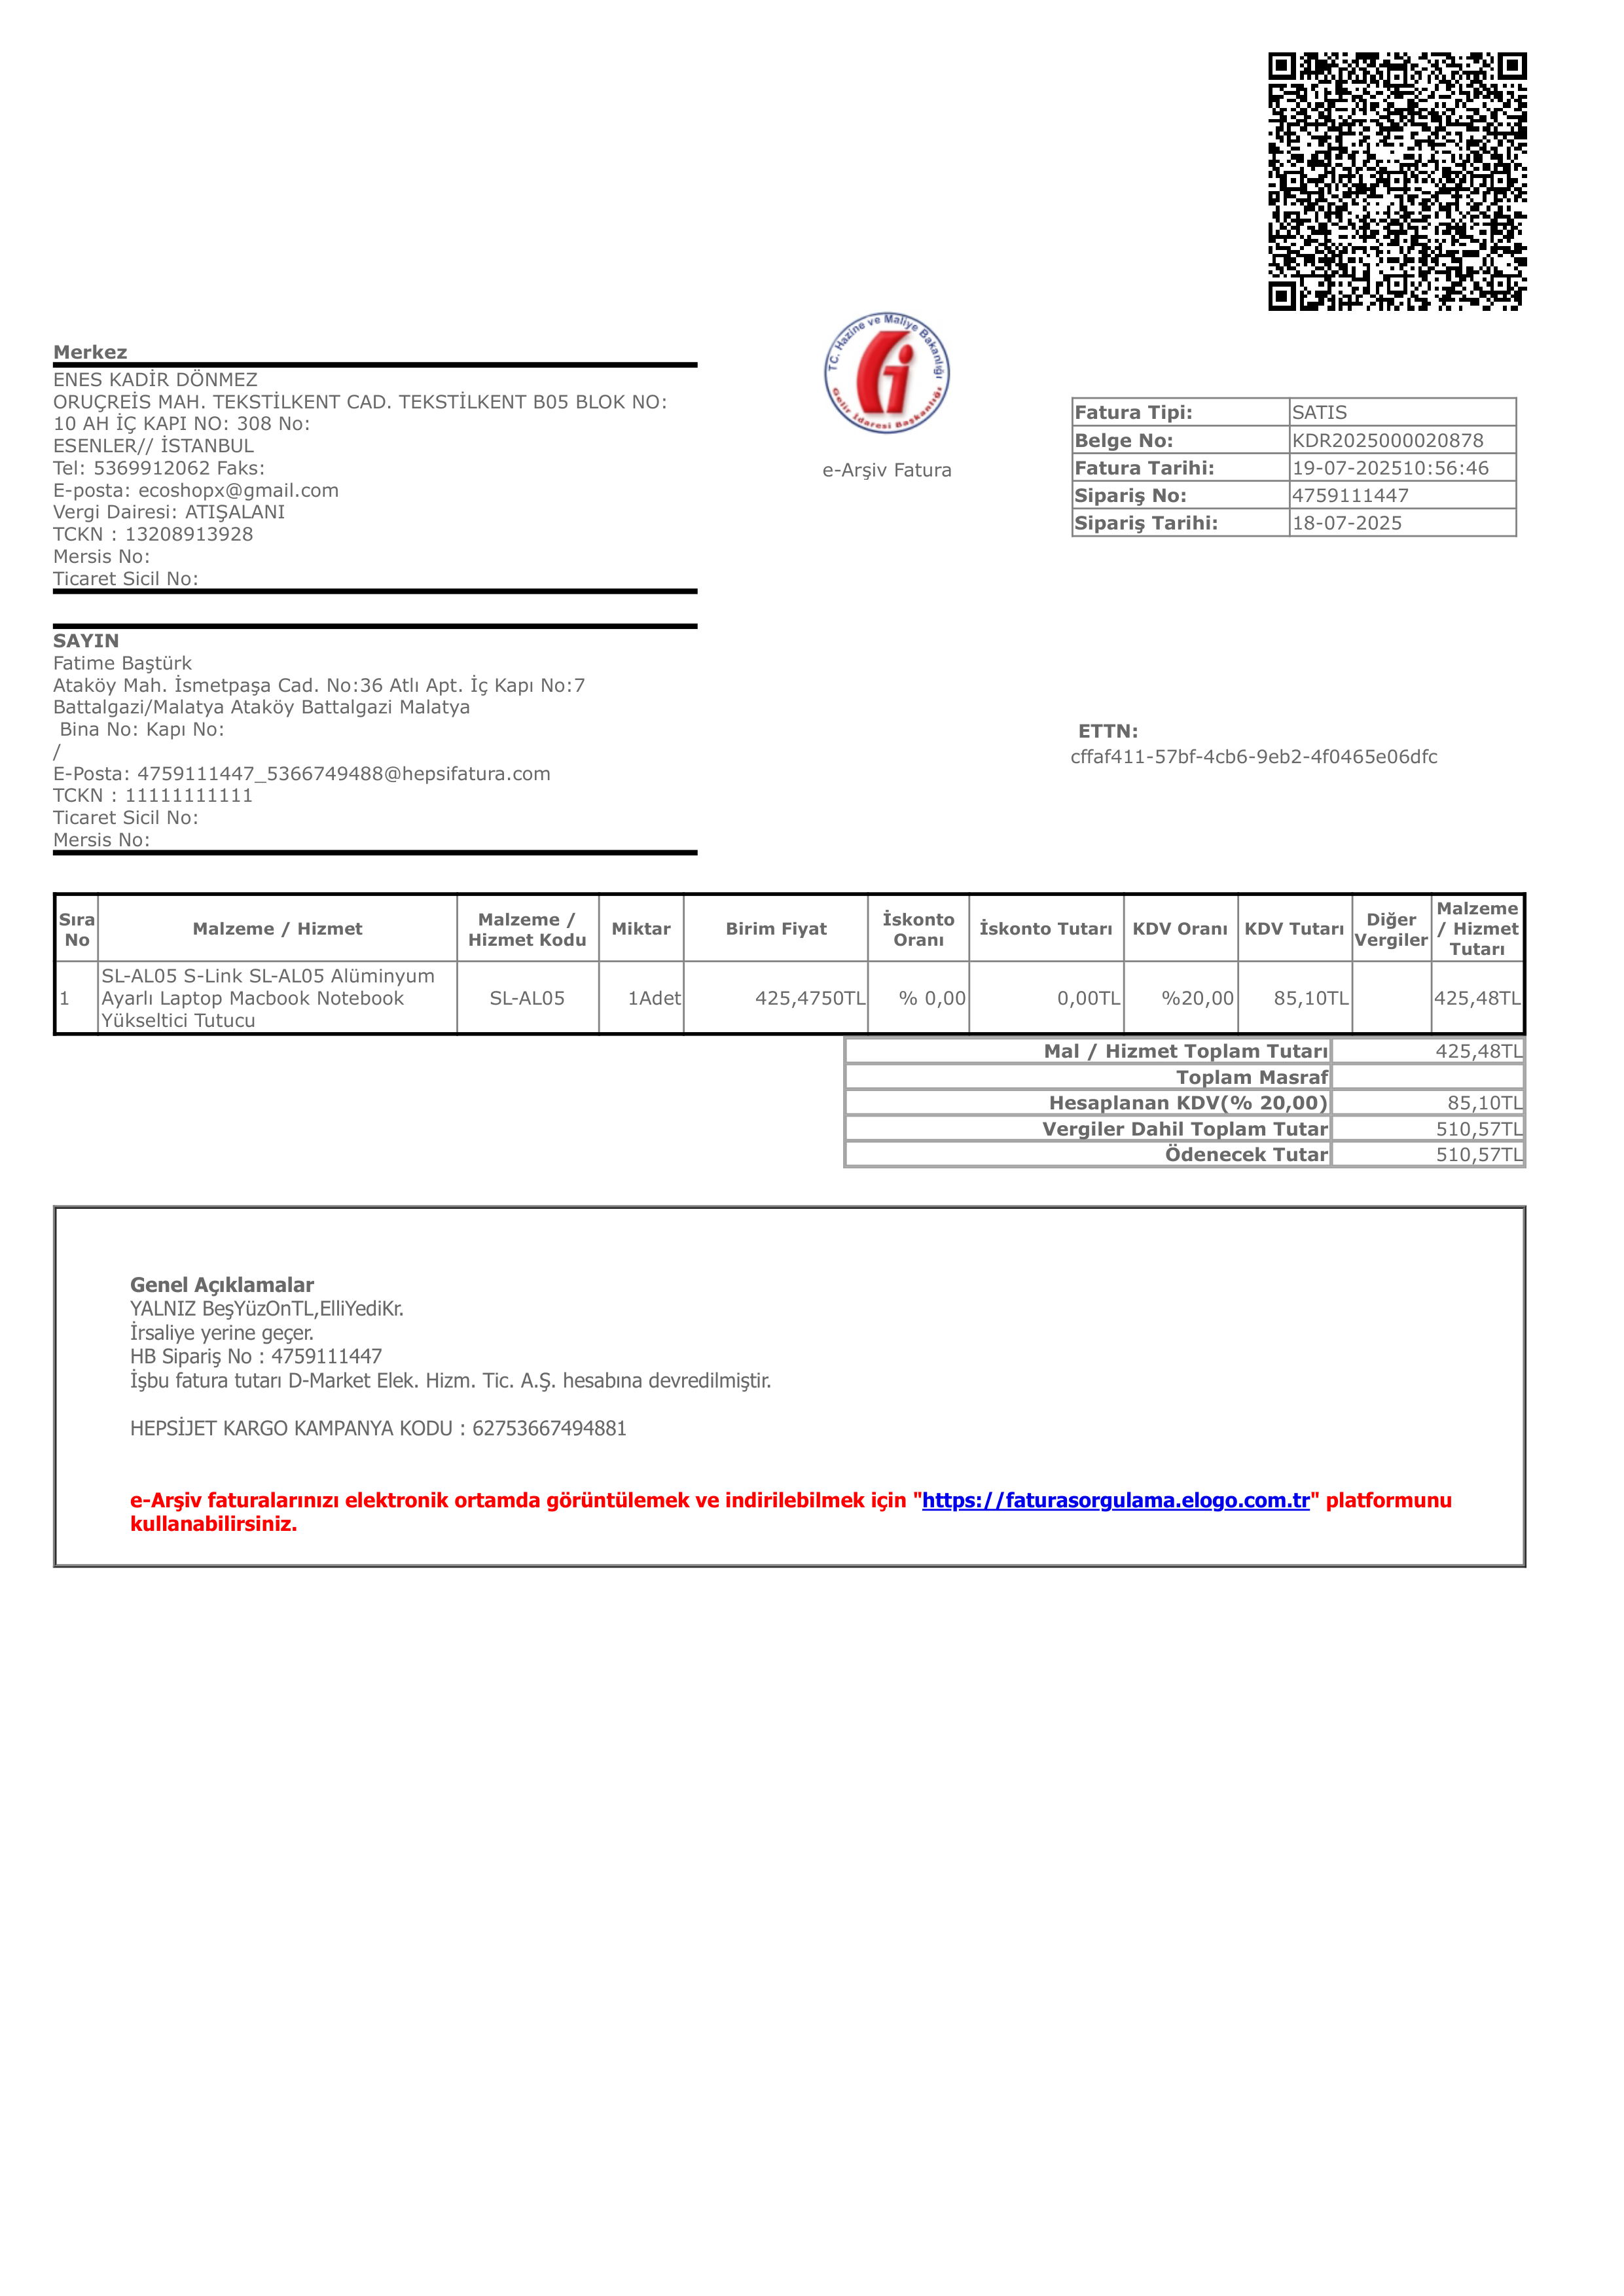 Merkez
ENES KADİR DÖNMEZ
ORUÇREİS MAH. TEKSTİLKENT CAD. TEKSTİLKENT B05 BLOK NO:
10 AH İÇ KAPI NO: 308 No:
ESENLER// İSTANBUL
Tel: 5369912062 Faks:
E-posta: ecoshopx@gmail.com
Vergi Dairesi: ATIŞALANI
TCKN : 13208913928
Mersis No:
Ticaret Sicil No:
TC. Hazine ve Maliye Bakanlığı
Gelir İdaresi Başkanlığı
e-Arşiv Fatura
Fatura Tipi: SATIS
Belge No: KDR2025000020878
Fatura Tarihi: 19-07-202510:56:46
Sipariş No: 4759111447
Sipariş Tarihi: 18-07-2025
SAYIN
Fatime Baştürk
Ataköy Mah. İsmetpaşa Cad. No:36 Atlı Apt. İç Kapı No:7
Battalgazi/Malatya Ataköy Battalgazi Malatya
Bina No: Kapı No:
/
E-Posta: 4759111447_5366749488@hepsifatura.com
TCKN : 11111111111
Ticaret Sicil No:
Mersis No:
ETTN:
cffaf411-57bf-4cb6-9eb2-4f0465e06dfc
Sıra No Malzeme / Hizmet Malzeme / Hizmet Kodu Miktar Birim Fiyat İskonto Oranı İskonto Tutarı KDV Oranı KDV Tutarı Diğer Vergiler Malzeme / Hizmet Tutarı
1 SL-AL05 S-Link SL-AL05 Alüminyum Ayarlı Laptop Macbook Notebook Yükseltici Tutucu SL-AL05 1Adet 425,4750TL % 0,00 0,00TL %20,00 85,10TL 425,48TL
Mal / Hizmet Toplam Tutarı 425,48TL
Toplam Masraf
Hesaplanan KDV(% 20,00) 85,10TL
Vergiler Dahil Toplam Tutar 510,57TL
Ödenecek Tutar 510,57TL
Genel Açıklamalar
YALNIZ BeşYüzOnTL,ElliYediKr.
İrsaliye yerine geçer.
HB Sipariş No : 4759111447
İşbu fatura tutarı D-Market Elek. Hizm. Tic. A.Ş. hesabına devredilmiştir.
HEPSİJET KARGO KAMPANYA KODU : 62753667494881
e-Arşiv faturalarınızı elektronik ortamda görüntülemek ve indirilebilmek için "https://faturasorgulama.elogo.com.tr" platformunu
kullanabilirsiniz.